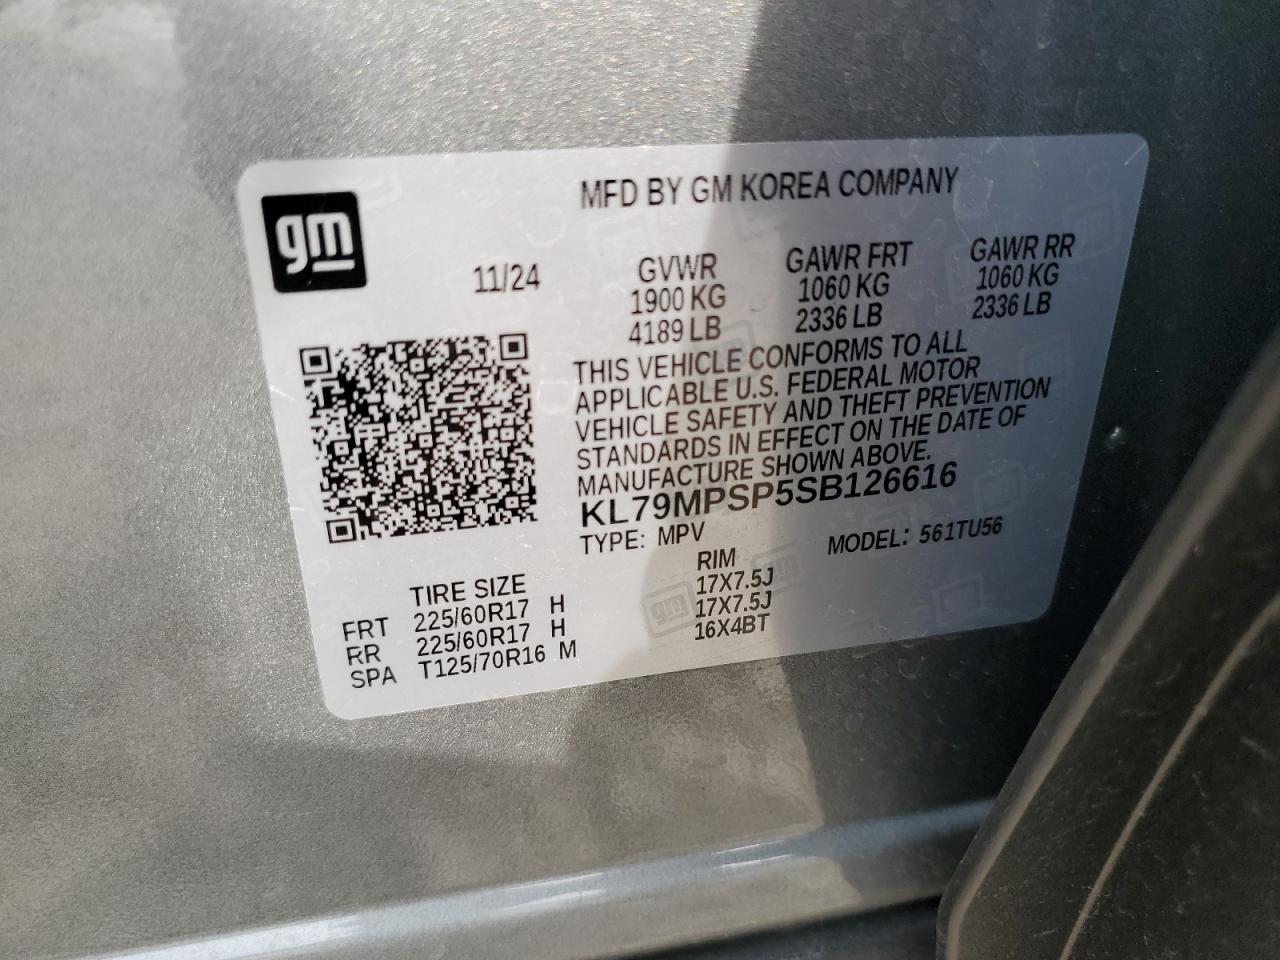 gm
MFD BY GM KOREA COMPANY
11/24
GVWR GAWR FRT GAWR RR
1900 KG 1060 KG 1060 KG
4189 LB 2336 LB 2336 LB
THIS VEHICLE CONFORMS TO ALL
APPLICABLE U.S. FEDERAL MOTOR
VEHICLE SAFETY AND THEFT PREVENTION
STANDARDS IN EFFECT ON THE DATE OF
MANUFACTURE SHOWN ABOVE.
KL79MPSP5SB126616
TYPE: MPV MODEL: 561TU56
TIRE SIZE RIM
FRT 225/60R17 H 17X7.5J
RR 225/60R17 H 17X7.5J
SPA T125/70R16 M 16X4BT
gm